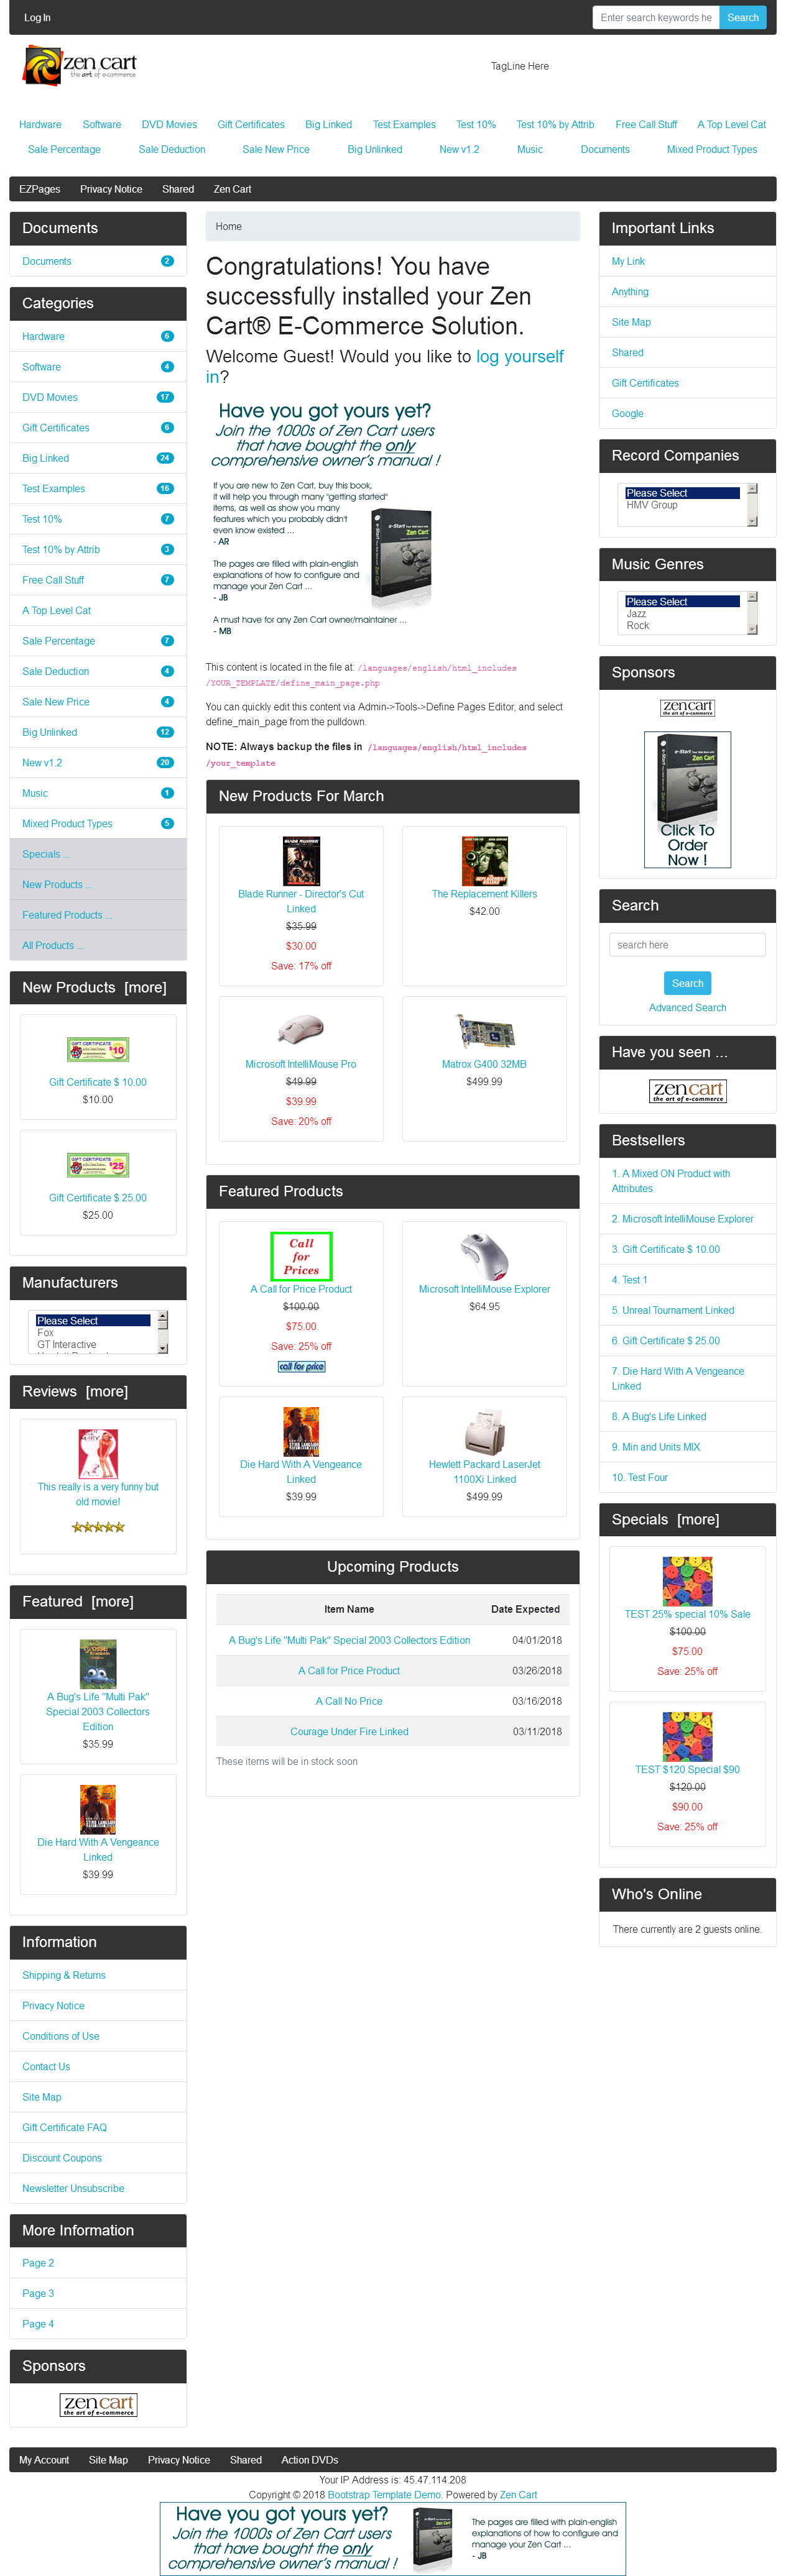 Log In
Enter search keywords he
Search
zen cart
the art of e-commerce
TagLine Here
Hardware Software DVD Movies Gift Certificates Big Linked Test Examples Test 10% Test 10% by Attrib Free Call Stuff A Top Level Cat
Sale Percentage Sale Deduction Sale New Price Big Unlinked New v1.2 Music Documents Mixed Product Types
EZPages Privacy Notice Shared Zen Cart
Documents
Documents 2
Categories
Hardware 6
Software 4
DVD Movies 17
Gift Certificates 6
Big Linked 24
Test Examples 16
Test 10% 7
Test 10% by Attrib 3
Free Call Stuff 7
A Top Level Cat
Sale Percentage 7
Sale Deduction 4
Sale New Price 4
Big Unlinked 12
New v1.2 20
Music 1
Mixed Product Types 5
Specials ...
New Products ...
Featured Products ...
All Products ...
New Products [more]
GIFT CERTIFICATE $10
Gift Certificate $ 10.00
$10.00
GIFT CERTIFICATE $25
Gift Certificate $ 25.00
$25.00
Manufacturers
Please Select
Fox
GT Interactive
Reviews [more]
This really is a very funny but
old movie!
Featured [more]
A Bug's Life "Multi Pak"
Special 2003 Collectors
Edition
$35.99
Die Hard With A Vengeance
Linked
$39.99
Information
Shipping & Returns
Privacy Notice
Conditions of Use
Contact Us
Site Map
Gift Certificate FAQ
Discount Coupons
Newsletter Unsubscribe
More Information
Page 2
Page 3
Page 4
Sponsors
zen cart
the art of e-commerce
Home
Congratulations! You have
successfully installed your Zen
Cart® E-Commerce Solution.
Welcome Guest! Would you like to log yourself
in?
Have you got yours yet?
Join the 1000s of Zen Cart users
that have bought the only
comprehensive owner's manual !
If you are new to Zen Cart, buy this book,
it will help you through many "getting started"
items, as well as show you many
features which you probably didn't
even know existed ...
- AR
The pages are filled with plain-english
explanations of how to configure and
manage your Zen Cart ...
- JB
A must have for any Zen Cart owner/maintainer ...
- MB
Zen Cart
This content is located in the file at: /languages/english/html_includes
/YOUR_TEMPLATE/define_main_page.php
You can quickly edit this content via Admin->Tools->Define Pages Editor, and select
define_main_page from the pulldown.
NOTE: Always backup the files in /languages/english/html_includes
/your_template
New Products For March
Blade Runner - Director's Cut
Linked
$35.99
$30.00
Save: 17% off
The Replacement Killers
$42.00
Microsoft IntelliMouse Pro
$49.99
$39.99
Save: 20% off
Matrox G400 32MB
$499.99
Featured Products
Call
for
Prices
A Call for Price Product
$100.00
$75.00
Save: 25% off
call for price
Microsoft IntelliMouse Explorer
$64.95
Die Hard With A Vengeance
Linked
$39.99
Hewlett Packard LaserJet
1100Xi Linked
$499.99
Upcoming Products
Item Name Date Expected
A Bug's Life "Multi Pak" Special 2003 Collectors Edition 04/01/2018
A Call for Price Product 03/26/2018
A Call No Price 03/16/2018
Courage Under Fire Linked 03/11/2018
These items will be in stock soon
Important Links
My Link
Anything
Site Map
Shared
Gift Certificates
Google
Record Companies
Please Select
HMV Group
Music Genres
Please Select
Jazz
Rock
Sponsors
zen cart
the art of e-commerce
Zen Cart
Click To
Order
Now !
Search
search here
Search
Advanced Search
Have you seen ...
zen cart
the art of e-commerce
Bestsellers
1. A Mixed ON Product with
Attributes
2. Microsoft IntelliMouse Explorer
3. Gift Certificate $ 10.00
4. Test 1
5. Unreal Tournament Linked
6. Gift Certificate $ 25.00
7. Die Hard With A Vengeance
Linked
8. A Bug's Life Linked
9. Min and Units MIX
10. Test Four
Specials [more]
TEST 25% special 10% Sale
$100.00
$75.00
Save: 25% off
TEST $120 Special $90
$120.00
$90.00
Save: 25% off
Who's Online
There currently are 2 guests online.
My Account Site Map Privacy Notice Shared Action DVDs
Your IP Address is: 45.47.114.208
Copyright © 2018 Bootstrap Template Demo. Powered by Zen Cart
Have you got yours yet?
Join the 1000s of Zen Cart users
that have bought the only
comprehensive owner's manual !
The pages are filled with plain-english
explanations of how to configure and
manage your Zen Cart ...
- JB